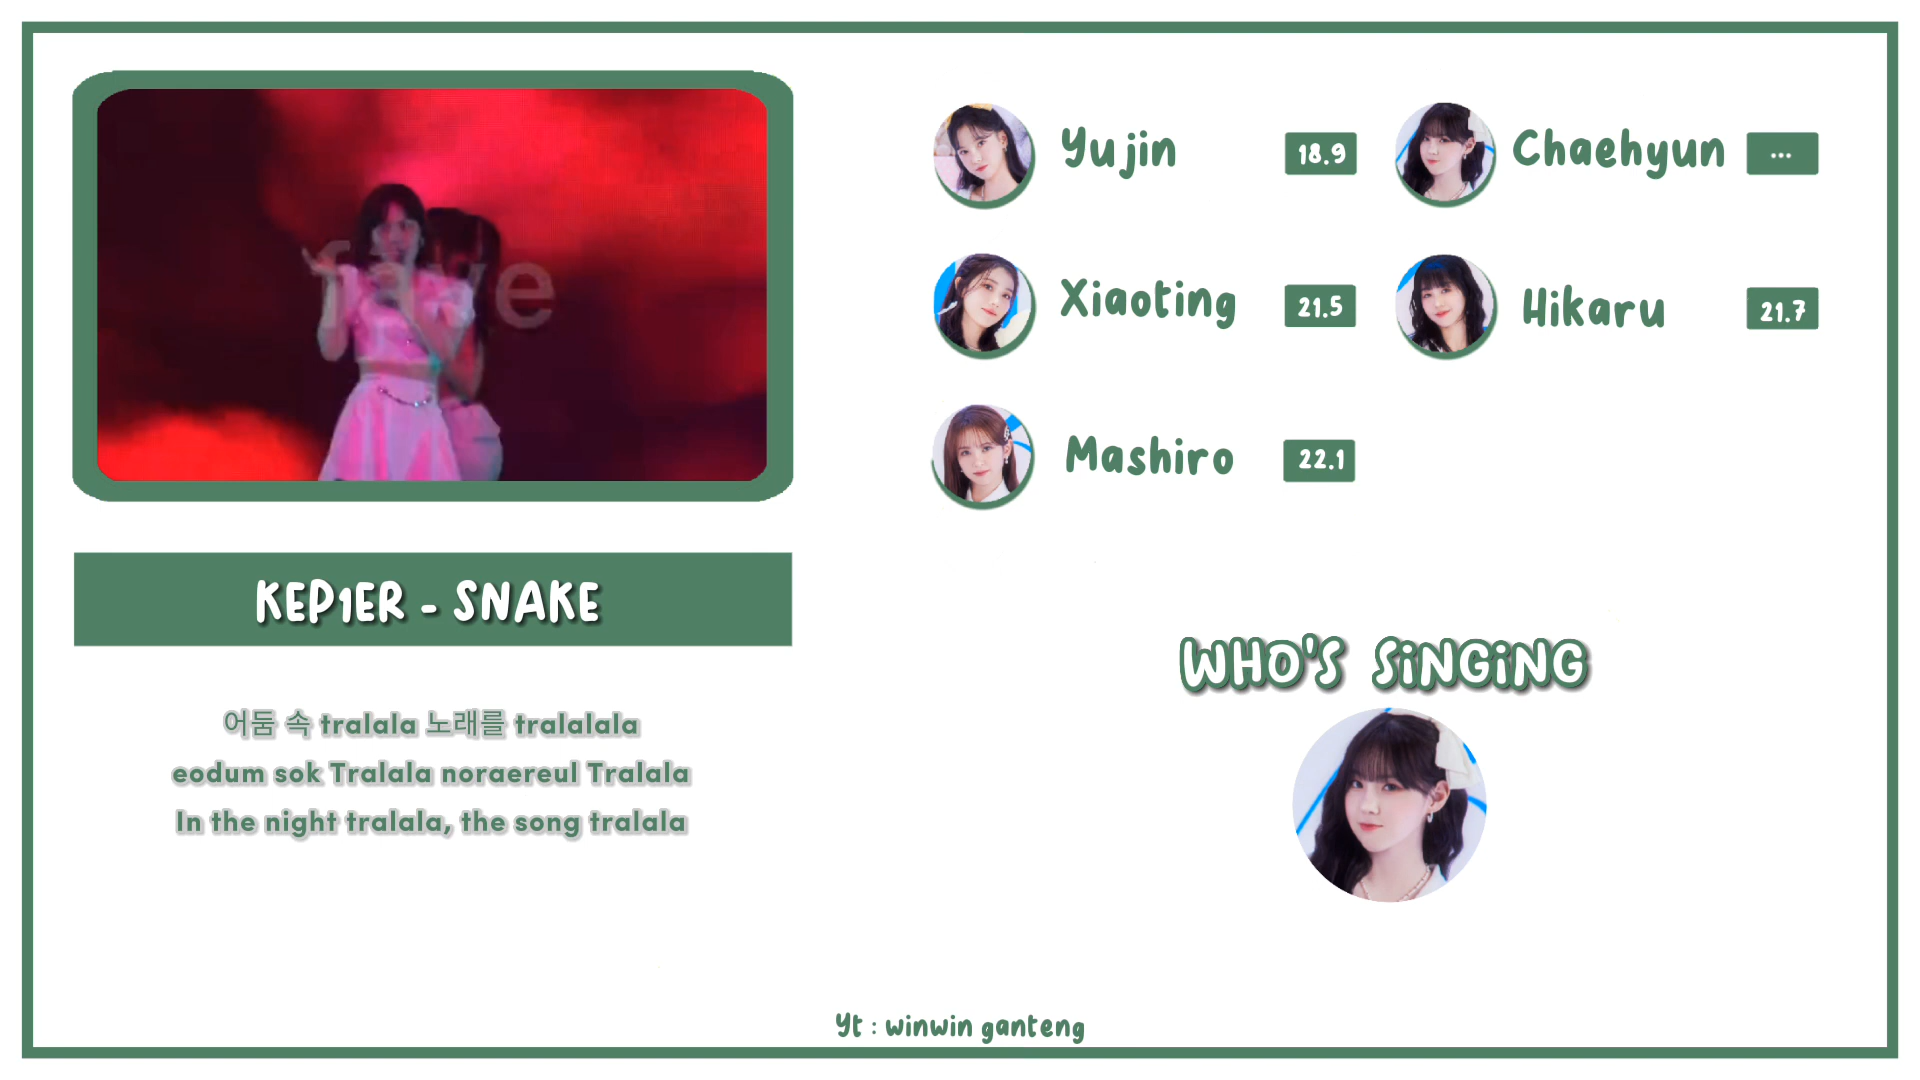 fave
Yujin
18.9
Chaehyun
...
Xiaoting
21.5
Hikaru
21.7
Mashiro
22.1
KEP1ER - SNAKE
어둠 속 tralala 노래를 tralalala
eodum sok Tralala noraereul Tralala
In the night tralala, the song tralala
WHO'S SiNGiNG
Yt : winwin ganteng